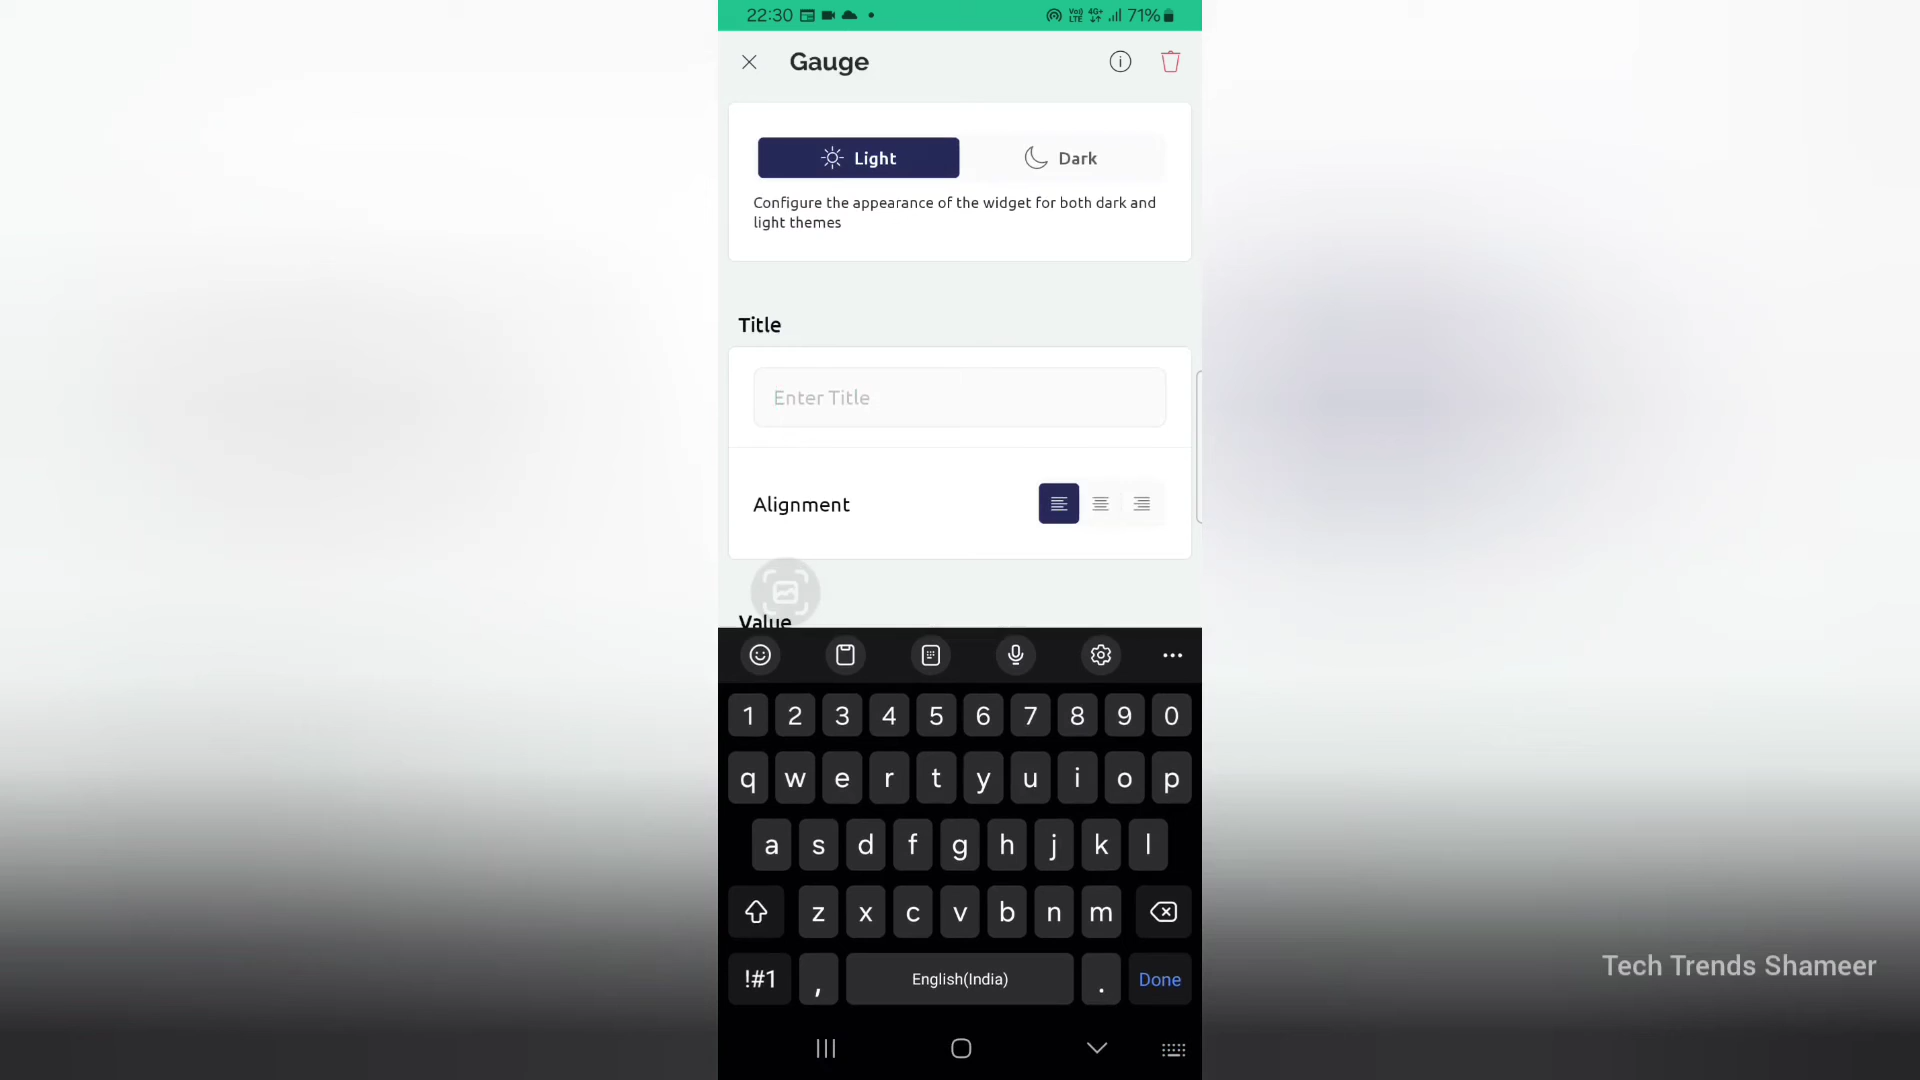 22:30 71%
Gauge
Light Dark
Configure the appearance of the widget for both dark and
light themes
Title
Enter Title
Alignment
Value
1 2 3 4 5 6 7 8 9 0
q w e r t y u i o p
a s d f g h j k l
z x c v b n m
!#1 , English(India) . Done
Tech Trends Shameer